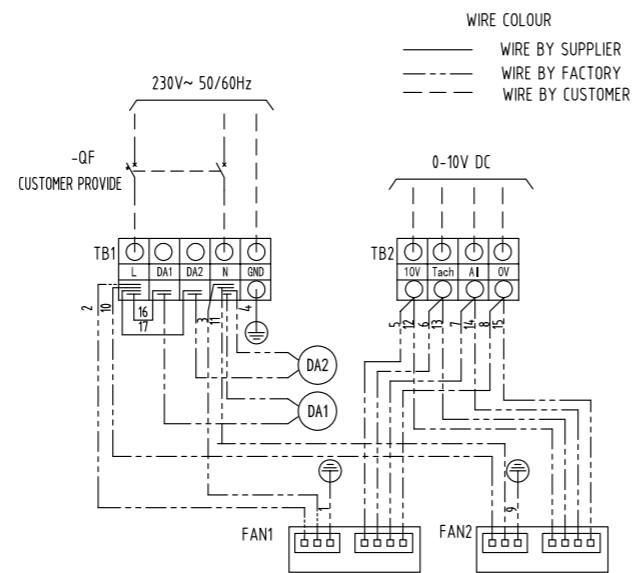 WIRE COLOUR
WIRE BY SUPPLIER
WIRE BY FACTORY
WIRE BY CUSTOMER
230V~ 50/60Hz
-QF
CUSTOMER PROVIDE
0-10V DC
TB1
L DA1 DA2 N GND
TB2
10V Tach AI 0V
2 10 16 17 3 11 4
5 12 6 13 7 14 8 15
DA2
DA1
FAN1
1
FAN2
9